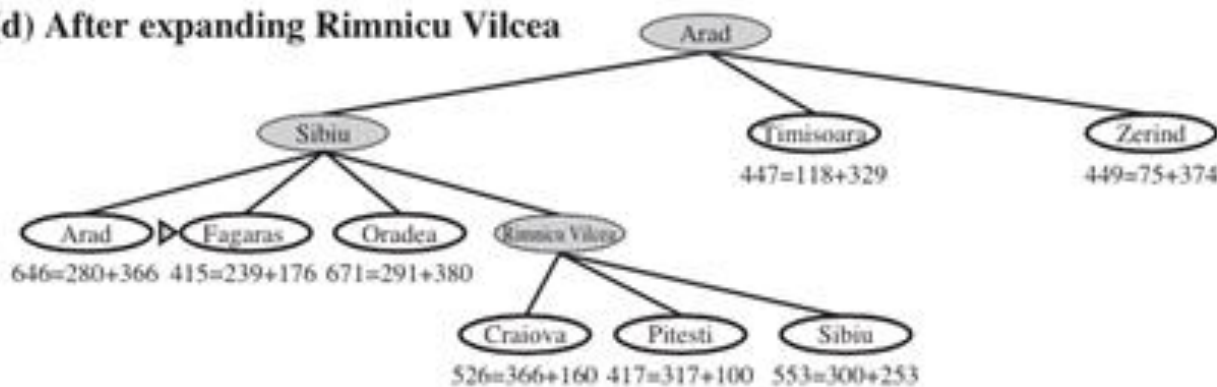 d) After expanding Rimnicu Vilcea
Arad
Sibiu
Timisoara
Zerind
447=118+329
449=75+374
Arad
Fagaras
Oradea
Rimnicu Vilcea
646=280+366
415=239+176
671=291+380
Craiova
Pitesti
Sibiu
526=366+160
417=317+100
553=300+253